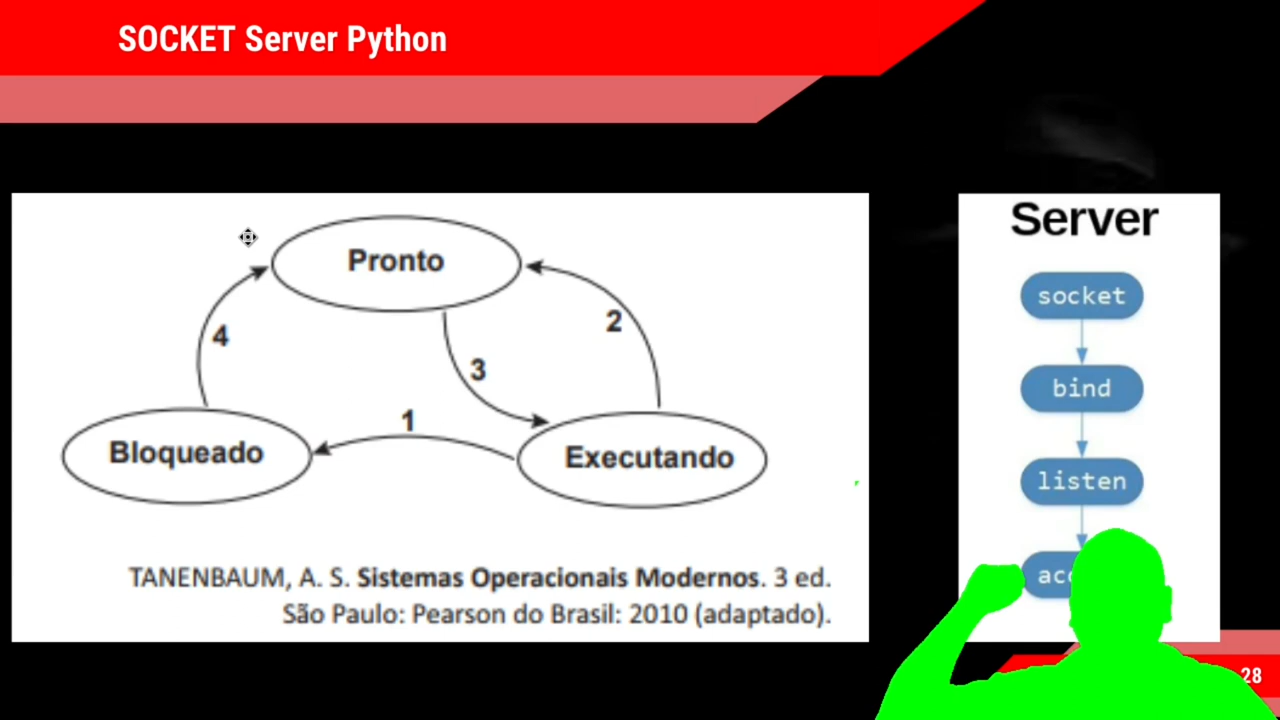 SOCKET Server Python
Pronto
4
2
3
1
Bloqueado
Executando
TANENBAUM, A. S. Sistemas Operacionais Modernos. 3 ed.
São Paulo: Pearson do Brasil: 2010 (adaptado).
Server
socket
bind
listen
28